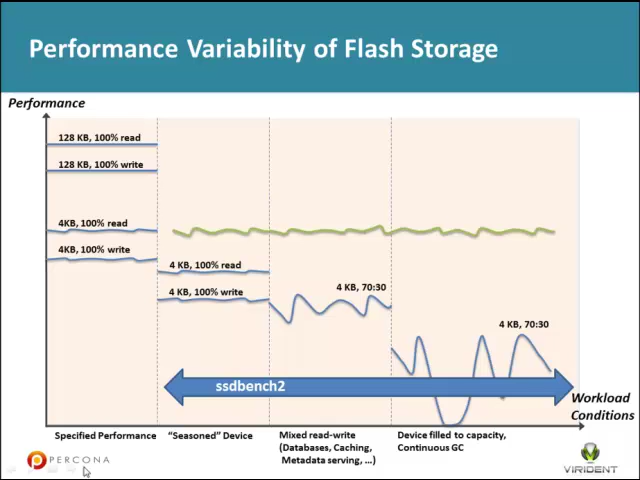 Performance Variability of Flash Storage
Performance
128 KB, 100% read
128 KB, 100% write
4KB, 100% read
4KB, 100% write
4 KB, 100% read
4 KB, 100% write
4 KB, 70:30
4 KB, 70:30
ssdbench2
Workload
Conditions
Specified Performance
“Seasoned” Device
Mixed read-write
(Databases, Caching,
Metadata serving, ...)
Device filled to capacity,
Continuous GC
PERCONA
VIRIDENT